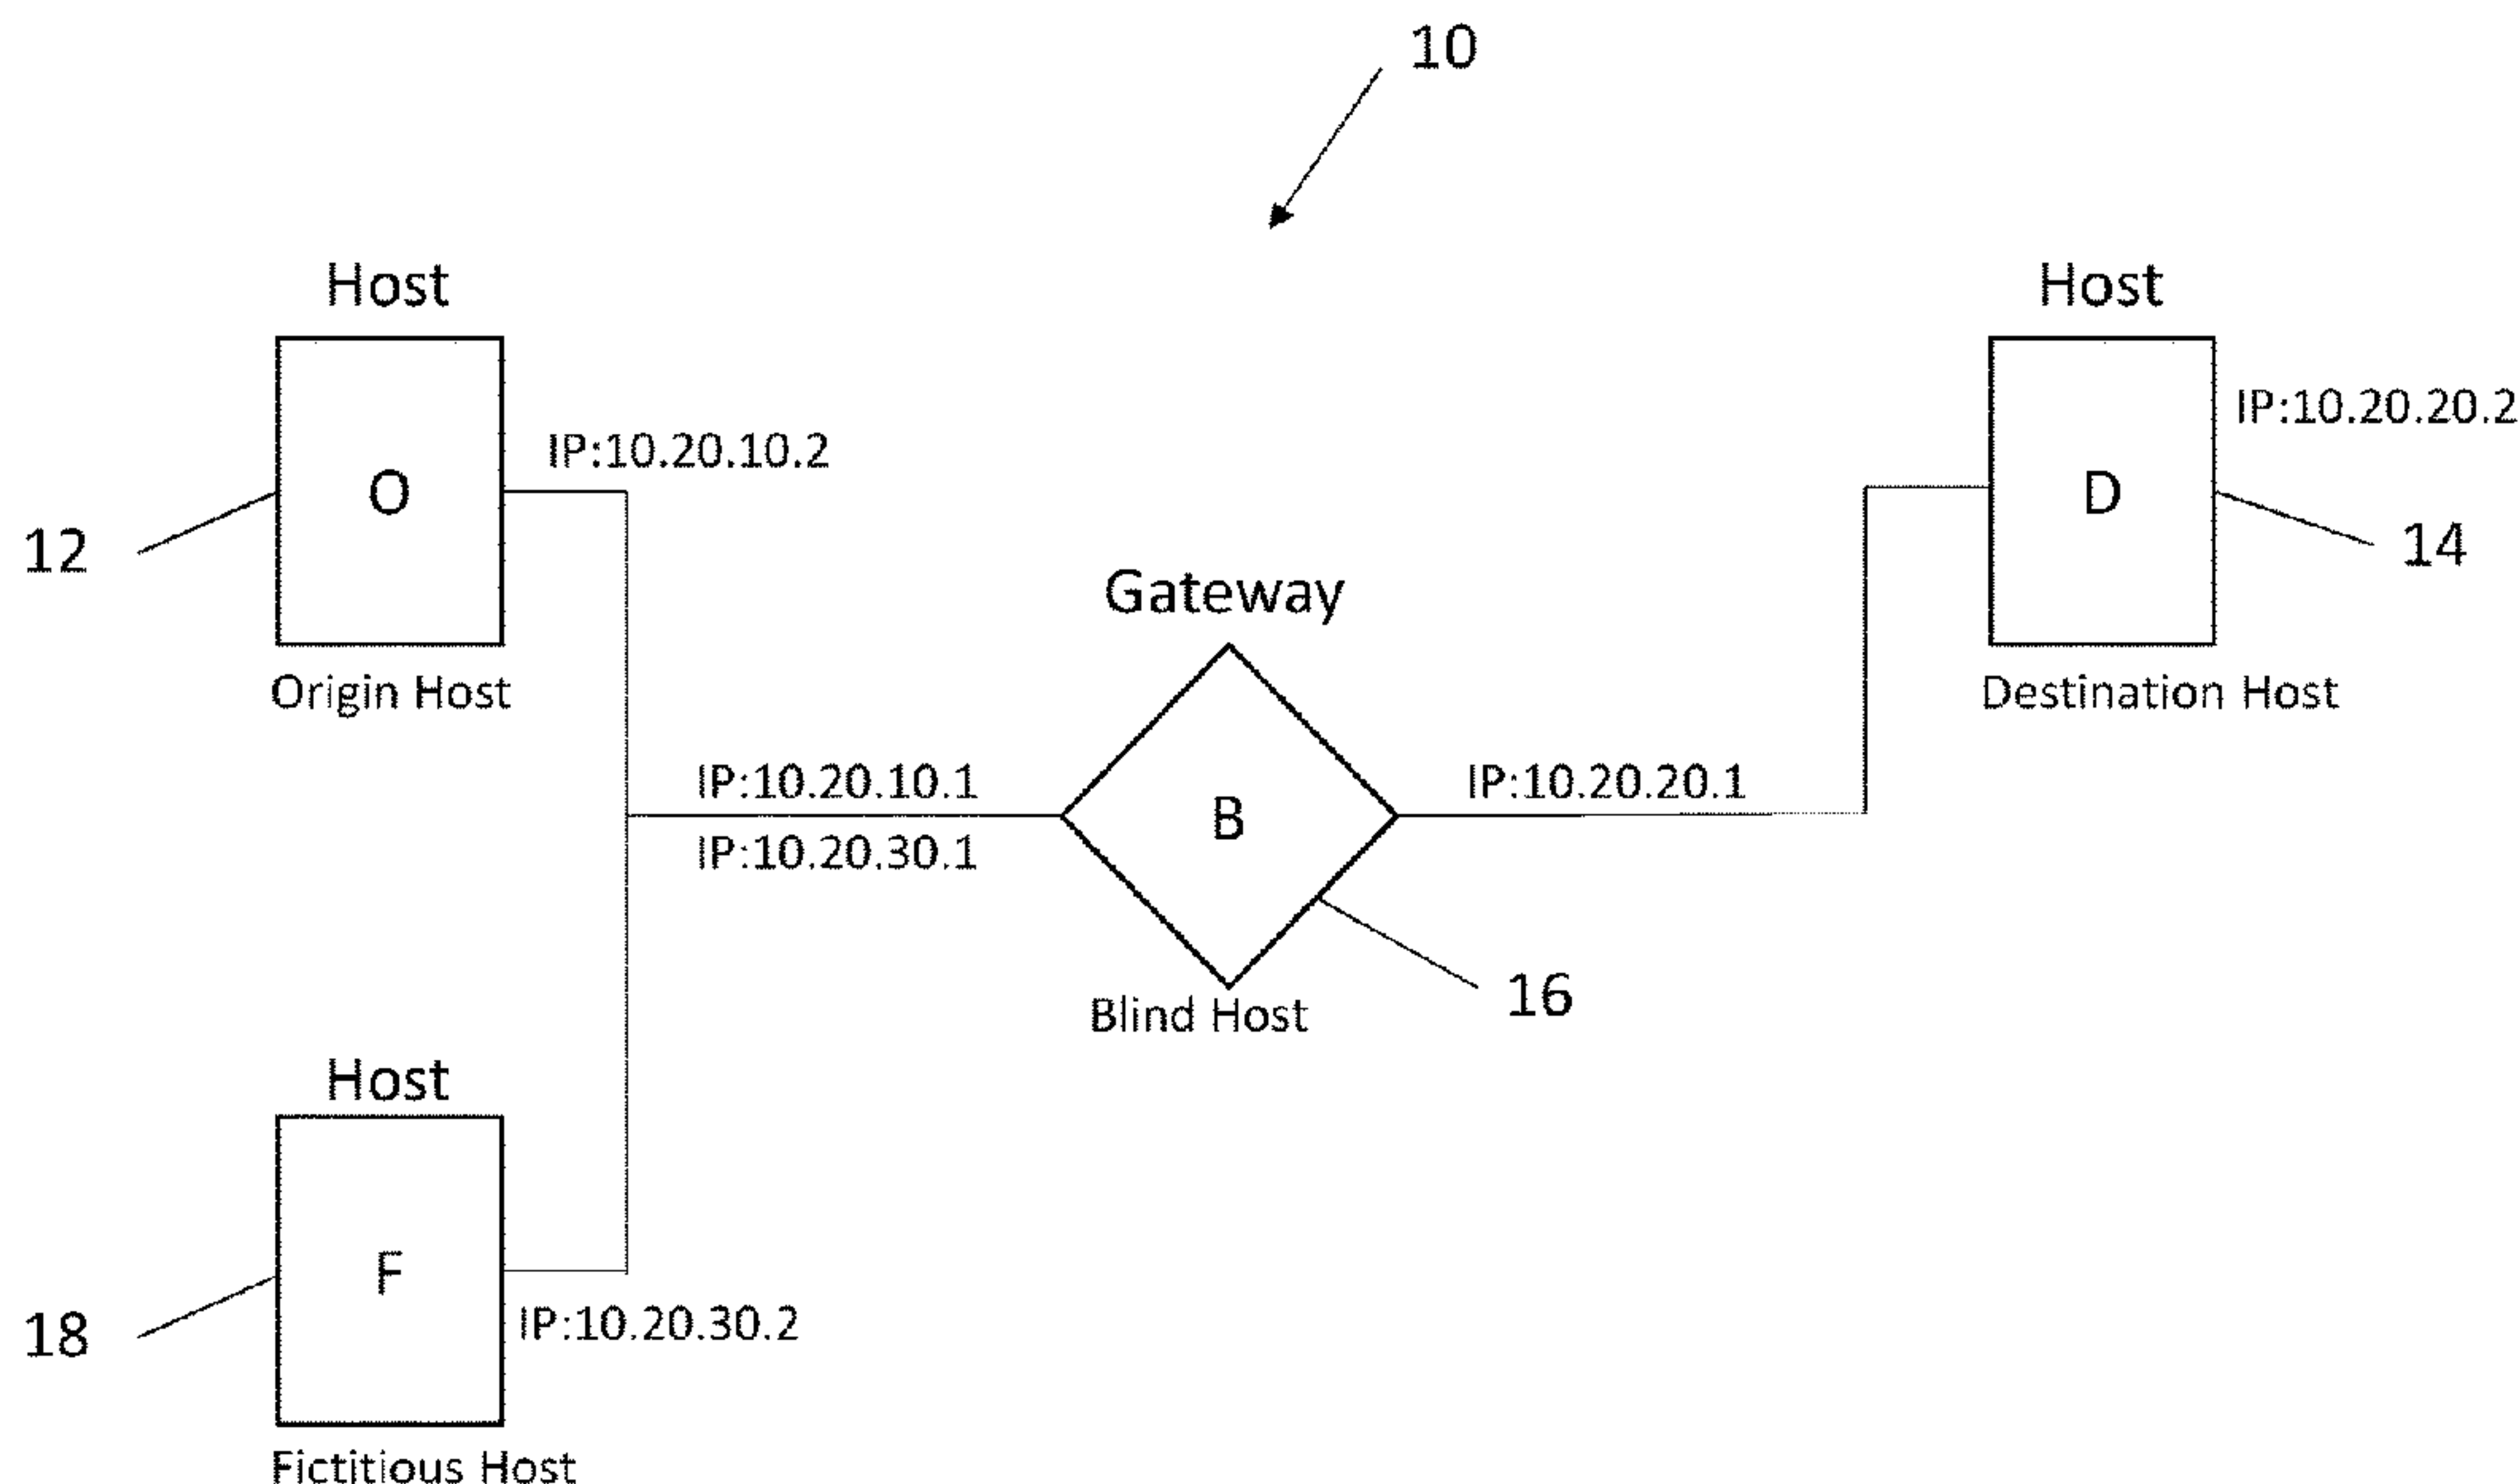 10
Host
Host
IP:10.20.20.2
IP:10.20.10.2
O
D
12
14
Gateway
Origin Host
Destination Host
IP:10.20.10.1
IP:10.20.20.1
B
IP:10.20.30.1
16
Blind Host
Host
F
IP:10.20.30.2
18
Fictitious Host